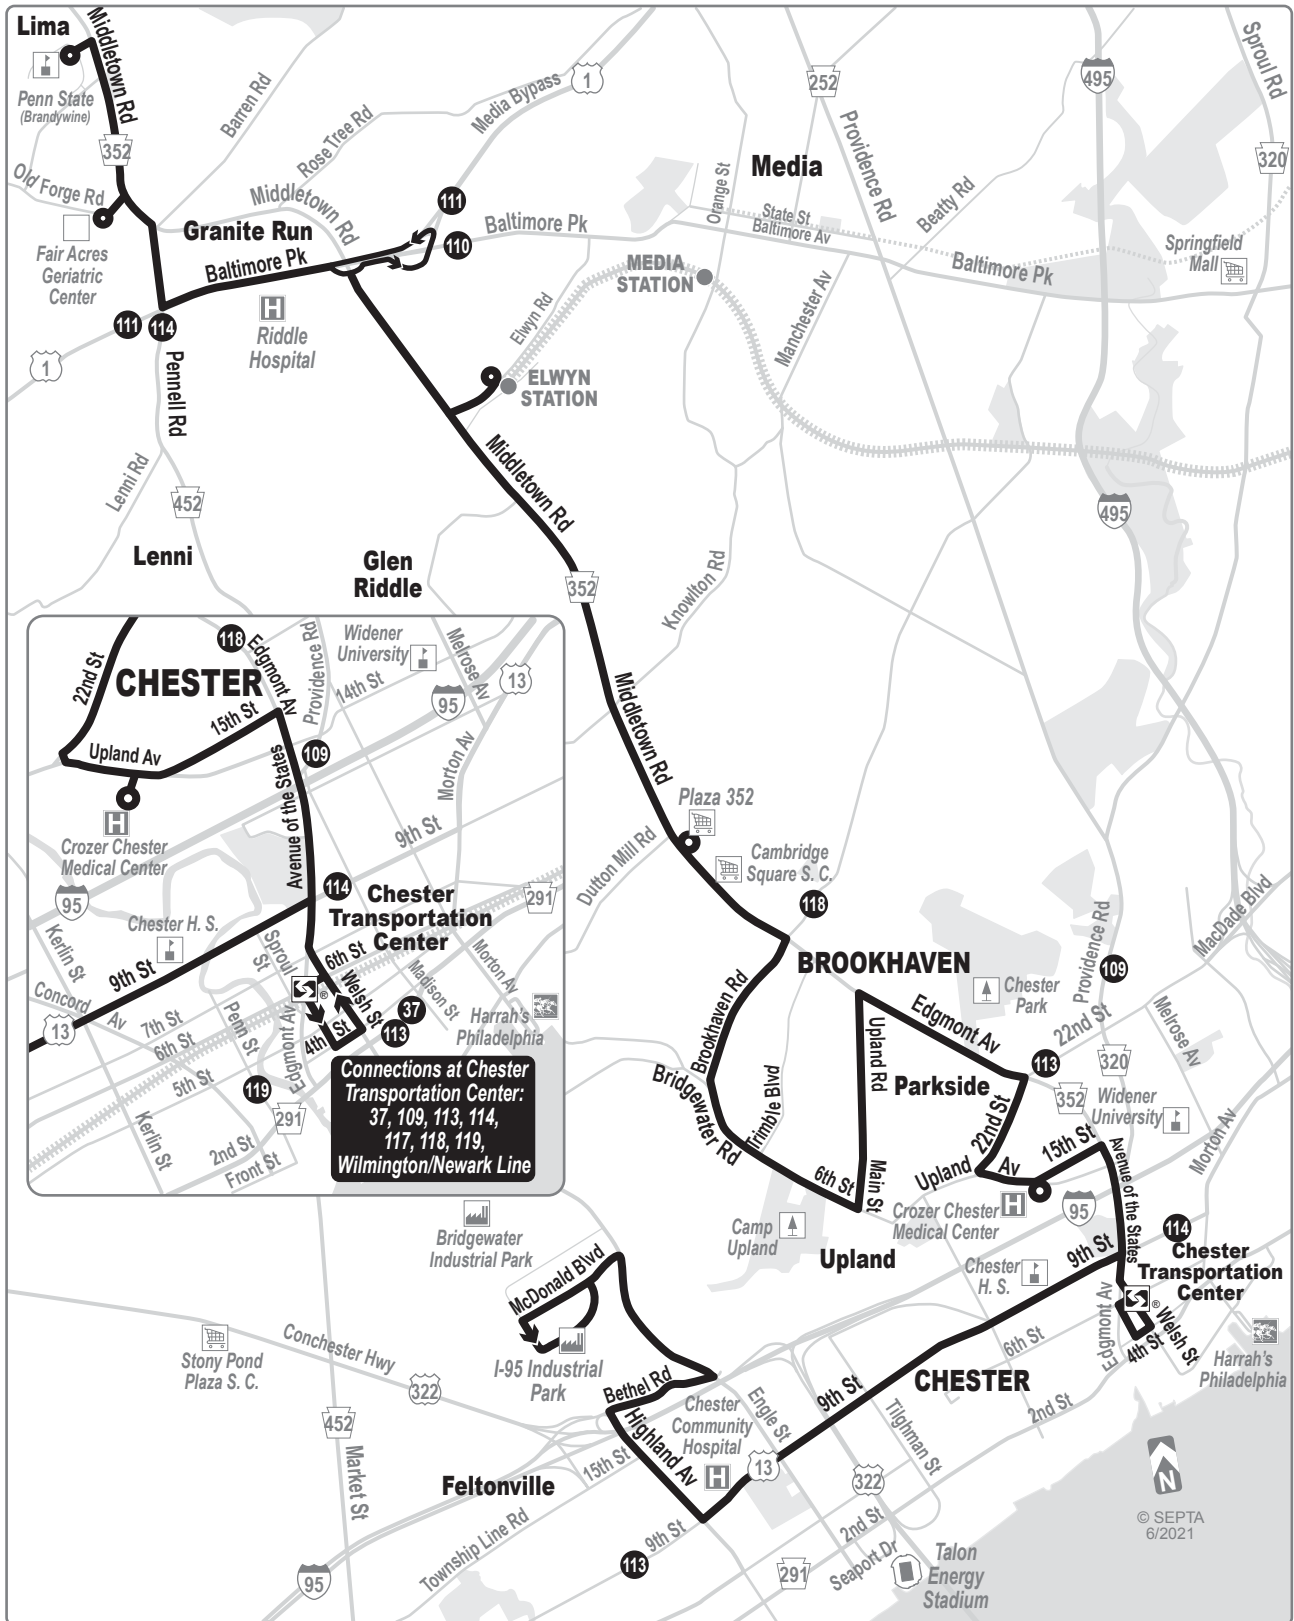 Lima
Middletown Rd
Penn State
(Brandywine)
352
Old Forge Rd
Fair Acres
Geriatric
Center
Barren Rd
Rose Tree Rd
Media Bypass
1
Middletown Rd
Granite Run
Baltimore Pk
111
110
Baltimore Pk
Riddle
Hospital
111
114
1
Pennell Rd
Lenni Rd
452
Lenni
Glen
Riddle
252
Providence Rd
Media
Orange St
State St
Baltimore Av
Beatty Rd
495
Sproul Rd
320
Springfield
Mall
Baltimore Pk
MEDIA
STATION
Manchester Av
Elwyn Rd
ELWYN
STATION
Middletown Rd
352
495
Knowlton Rd
Middletown Rd
Plaza 352
Dutton Mill Rd
Cambridge
Square S. C.
118
BROOKHAVEN
Brookhaven Rd
Bridgewater Rd
Trimble Blvd
Upland Rd
Edgmont Av
Parkside
Chester
Park
Providence Rd
109
MacDade Blvd
22nd St
113
Melrose Av
320
352
Widener
University
Morton Av
22nd St
15th St
Upland
Av
6th St
Main St
Crozer Chester
Medical Center
95
Avenue of the States
114
Camp
Upland
Upland
9th St
Chester
H. S.
Chester
Transportation
Center
®
Edgmont Av
Welsh St
4th St
6th St
Harrah's
Philadelphia
CHESTER
9th St
2nd St
Tilghman St
Engle St
Chester
Community
Hospital
13
322
Bridgewater
Industrial Park
McDonald Blvd
I-95 Industrial
Park
Bethel Rd
Highland Av
15th St
Stony Pond
Plaza S. C.
Conchester Hwy
322
452
Market St
Feltonville
Township Line Rd
95
9th St
113
2nd St
291
Seaport Dr
Talon
Energy
Stadium
N
© SEPTA
6/2021
118
22nd St
CHESTER
Edgmont Av
Providence Rd
Widener
University
Melrose Av
14th St
13
95
15th St
Upland Av
109
Morton Av
Avenue of the States
Crozer Chester
Medical Center
9th St
95
114
Chester
Transportation
Center
291
Chester H. S.
Kerlin St
9th St
Sproul
St
6th St
Morton Av
Madison St
Concord
Av
13
7th St
6th St
5th St
Penn St
Edgmont Av
®
Welsh St
4th St
37
113
Harrah's
Philadelphia
119
291
Kerlin St
2nd St
Front St
Connections at Chester
Transportation Center:
37, 109, 113, 114,
117, 118, 119,
Wilmington/Newark Line